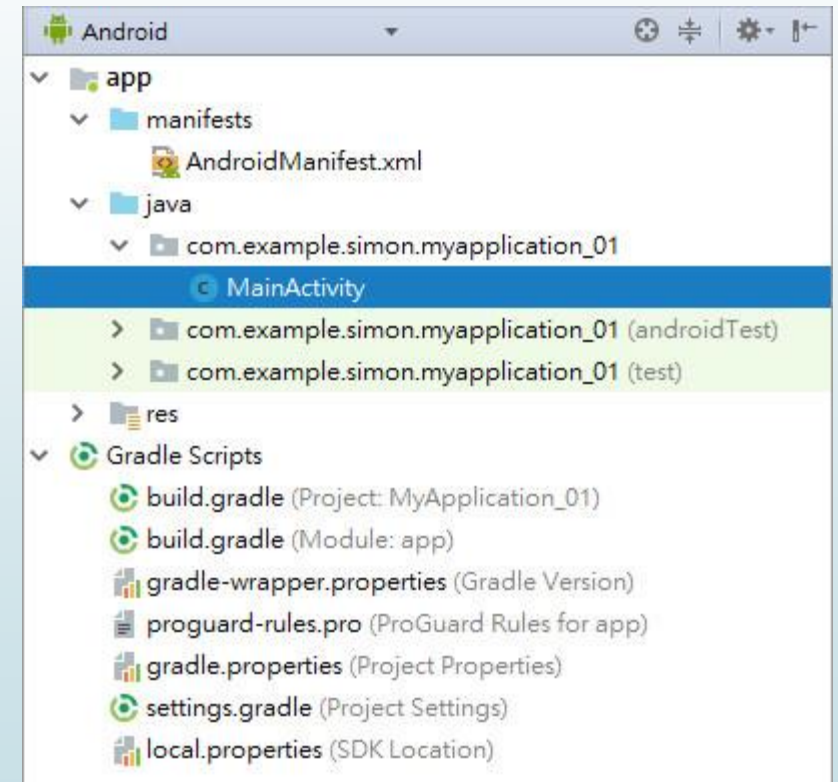 Android
app
manifests
AndroidManifest.xml
java
com.example.simon.myapplication_01
C MainActivity
com.example.simon.myapplication_01 (androidTest)
com.example.simon.myapplication_01 (test)
res
Gradle Scripts
build.gradle (Project: MyApplication_01)
build.gradle (Module: app)
gradle-wrapper.properties (Gradle Version)
proguard-rules.pro (ProGuard Rules for app)
gradle.properties (Project Properties)
settings.gradle (Project Settings)
local.properties (SDK Location)